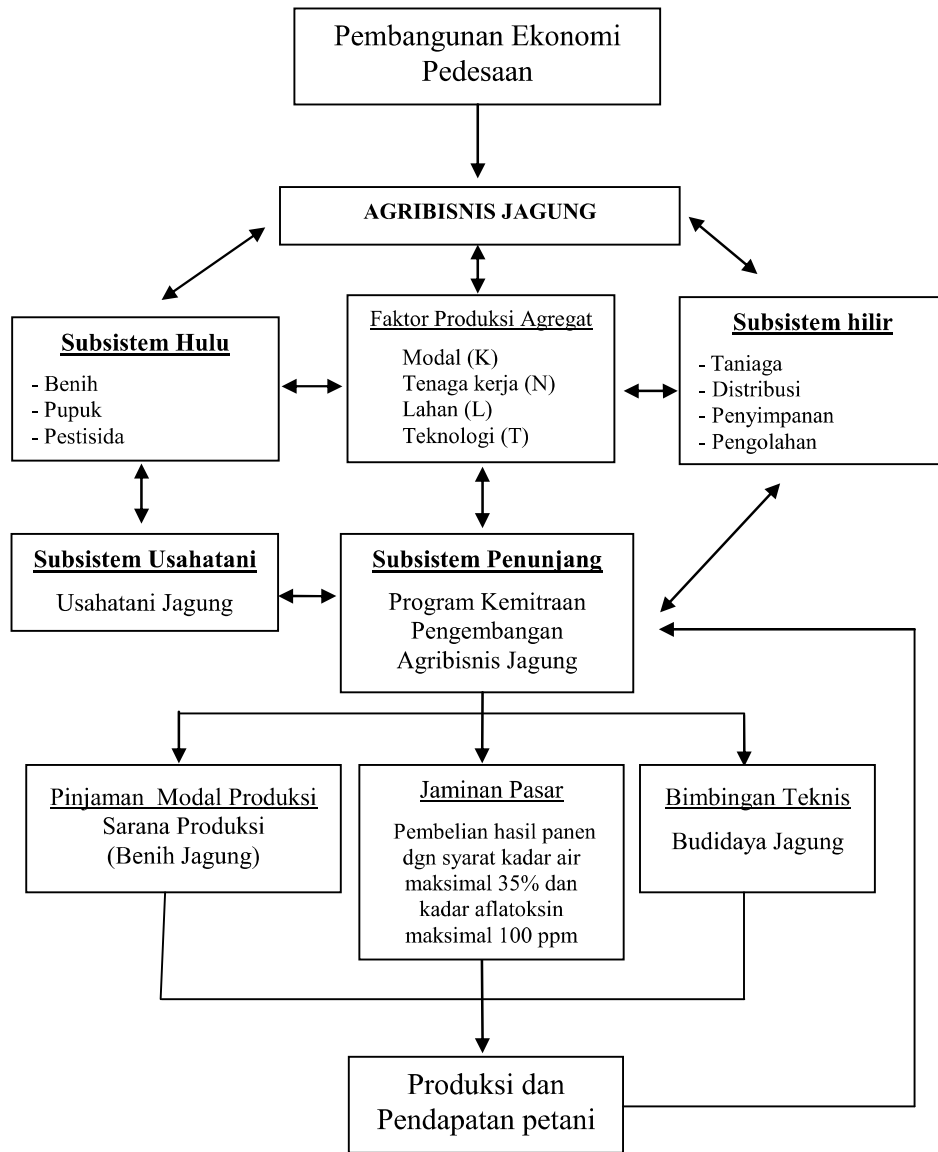 Pembangunan Ekonomi
Pedesaan
AGRIBISNIS JAGUNG
Subsistem Hulu
- Benih
- Pupuk
- Pestisida
Faktor Produksi Agregat
Modal (K)
Tenaga kerja (N)
Lahan (L)
Teknologi (T)
Subsistem hilir
- Taniaga
- Distribusi
- Penyimpanan
- Pengolahan
Subsistem Usahatani
Usahatani Jagung
Subsistem Penunjang
Program Kemitraan
Pengembangan
Agribisnis Jagung
Pinjaman Modal Produksi
Sarana Produksi
(Benih Jagung)
Jaminan Pasar
Pembelian hasil panen
dgn syarat kadar air
maksimal 35% dan
kadar aflatoksin
maksimal 100 ppm
Bimbingan Teknis
Budidaya Jagung
Produksi dan
Pendapatan petani